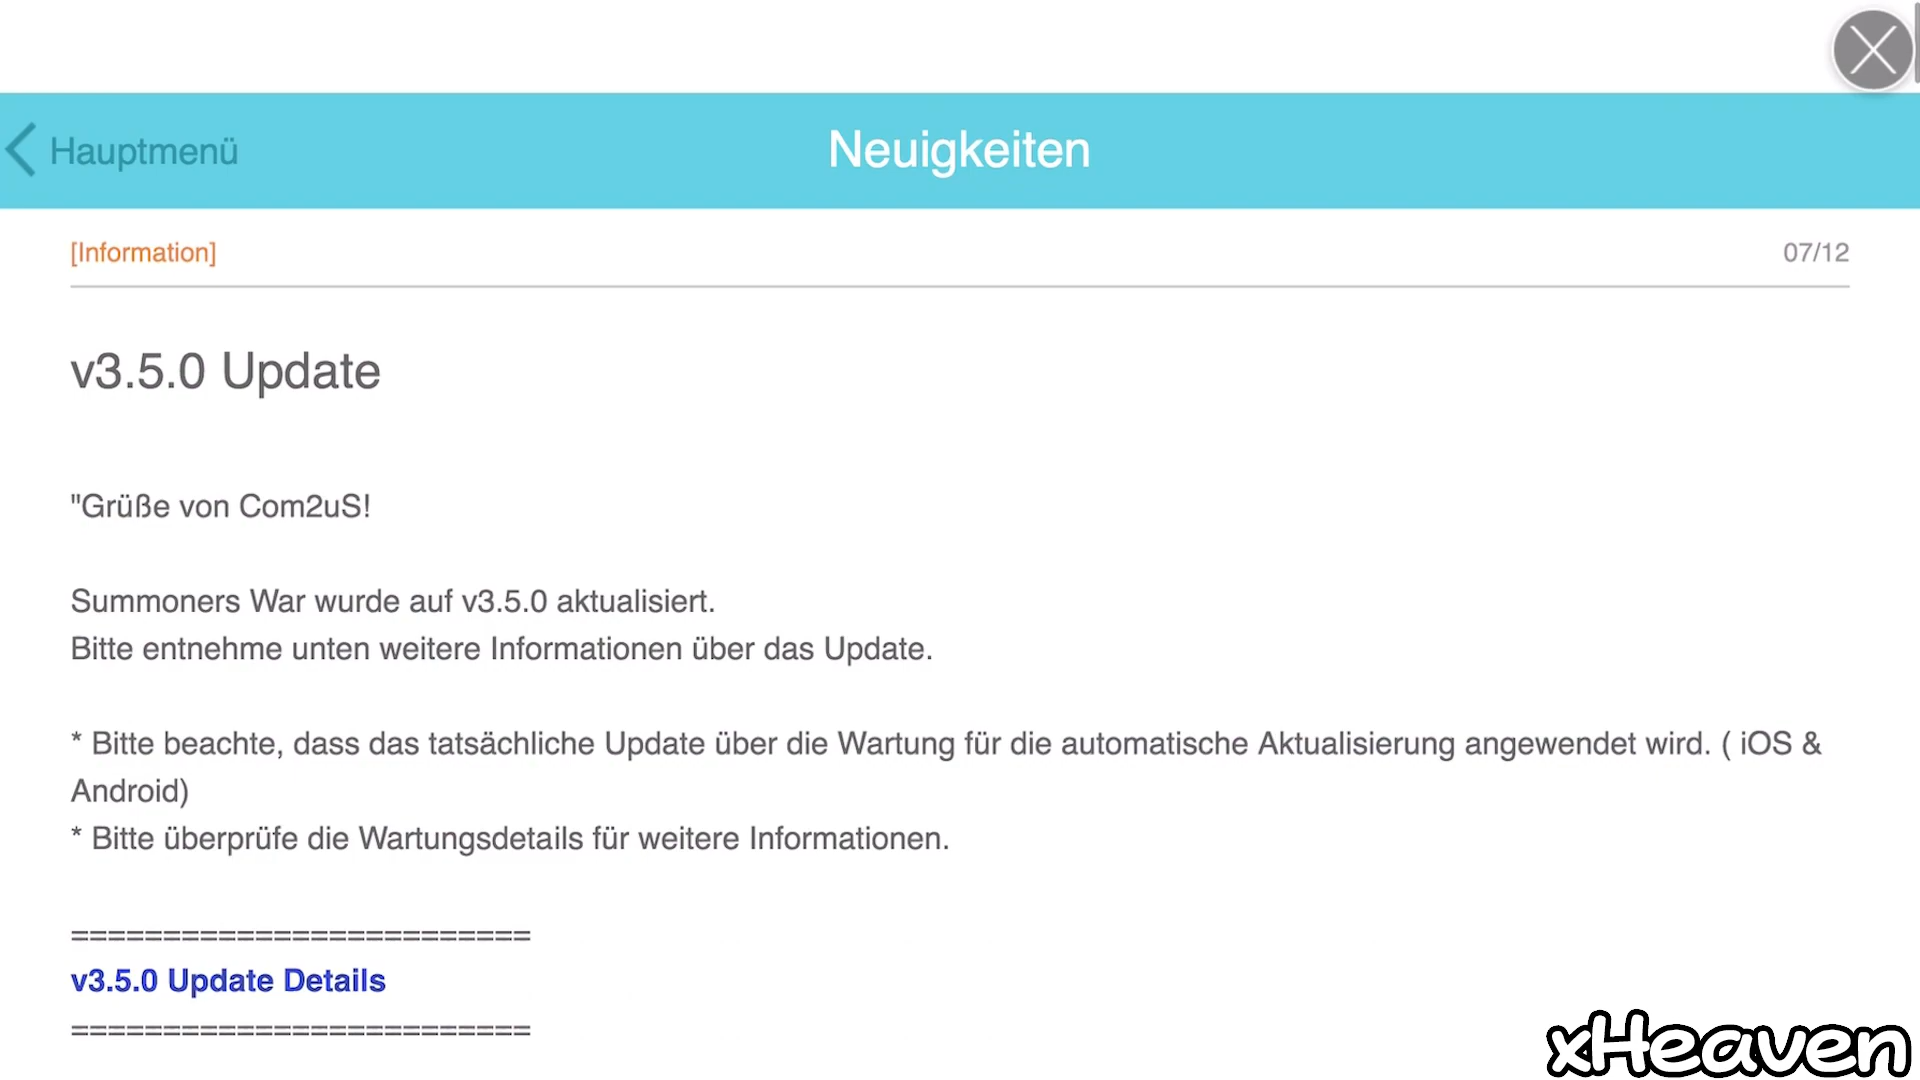 Hauptmenü
Neuigkeiten
[Information]
07/12
v3.5.0 Update
"Grüße von Com2uS!
Summoners War wurde auf v3.5.0 aktualisiert.
Bitte entnehme unten weitere Informationen über das Update.
* Bitte beachte, dass das tatsächliche Update über die Wartung für die automatische Aktualisierung angewendet wird. ( iOS &
Android)
* Bitte überprüfe die Wartungsdetails für weitere Informationen.
=========================
v3.5.0 Update Details
=========================
xHeaven